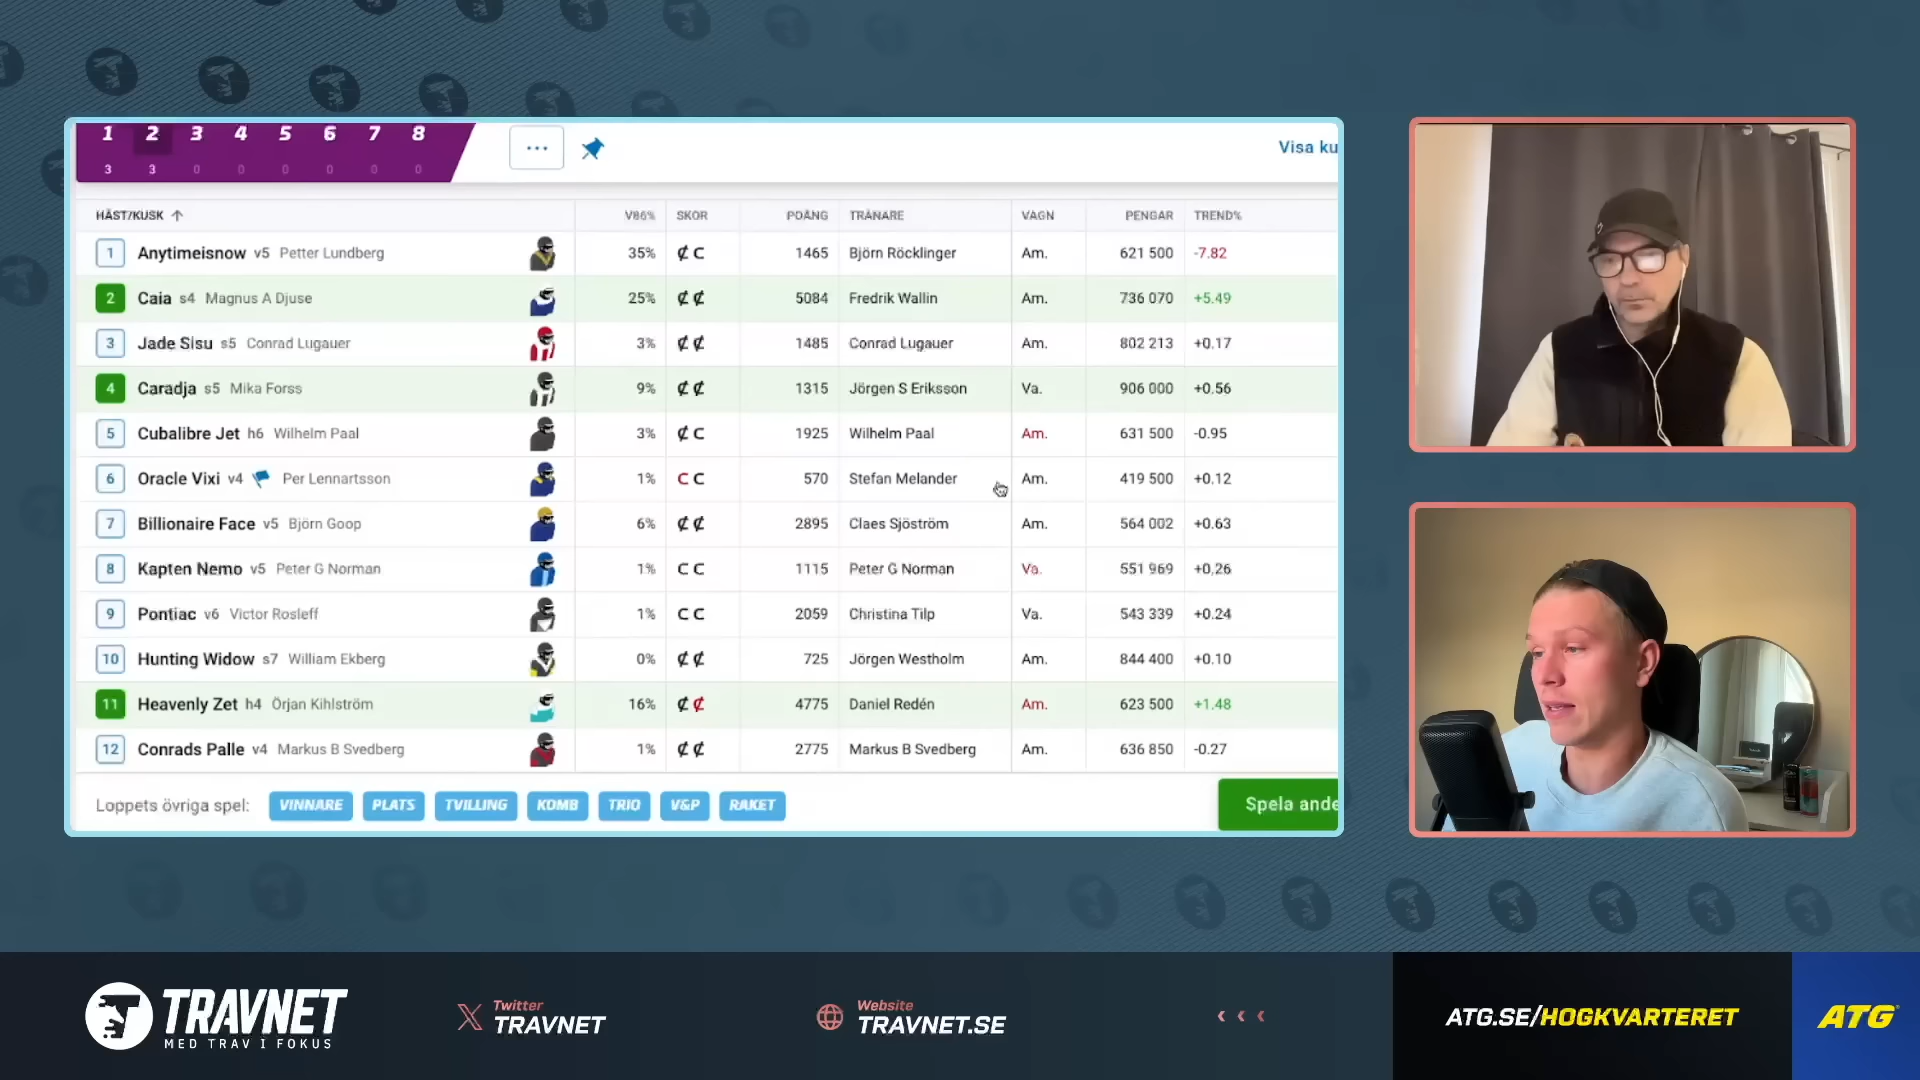 1 2 3 4 5 6 7 8
3 3 0 0 0 0 0 0
... Visa ku
HÄST/KUSK V86% SKOR POÄNG TRÄNARE VAGN PENGAR TREND%
1 Anytimeisnow v5 Petter Lundberg 35% ₵ C 1465 Björn Röcklinger Am. 621 500 -7.82
2 Caia s4 Magnus A Djuse 25% ₵ ₵ 5084 Fredrik Wallin Am. 736 070 +5.49
3 Jade Sisu s5 Conrad Lugauer 3% ₵ ₵ 1485 Conrad Lugauer Am. 802 213 +0.17
4 Caradja s5 Mika Forss 9% ₵ ₵ 1315 Jörgen S Eriksson Va. 906 000 +0.56
5 Cubalibre Jet h6 Wilhelm Paal 3% ₵ C 1925 Wilhelm Paal Am. 631 500 -0.95
6 Oracle Vixi v4 Per Lennartsson 1% C C 570 Stefan Melander Am. 419 500 +0.12
7 Billionaire Face v5 Björn Goop 6% ₵ ₵ 2895 Claes Sjöström Am. 564 002 +0.63
8 Kapten Nemo v5 Peter G Norman 1% C C 1115 Peter G Norman Va. 551 969 +0.26
9 Pontiac v6 Victor Rosleff 1% C C 2059 Christina Tilp Va. 543 339 +0.24
10 Hunting Widow s7 William Ekberg 0% ₵ ₵ 725 Jörgen Westholm Am. 844 400 +0.10
11 Heavenly Zet h4 Örjan Kihlström 16% ₵ ₵ 4775 Daniel Redén Am. 623 500 +1.48
12 Conrads Palle v4 Markus B Svedberg 1% ₵ ₵ 2775 Markus B Svedberg Am. 636 850 -0.27
Loppets övriga spel: VINNARE PLATS TVILLING KOMB TRIO V&P RAKET Spela ande
TRAVNET
MED TRAV I FOKUS
Twitter
TRAVNET
Website
TRAVNET.SE
ATG.SE/HOGKVARTERET
ATG